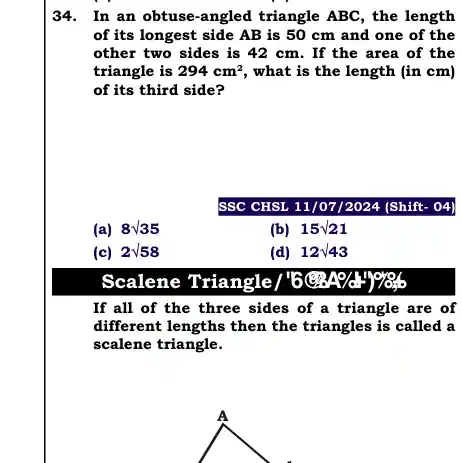 34. In an obtuse-angled triangle ABC, the length
of its longest side AB is 50 cm and one of the
other two sides is 42 cm. If the area of the
triangle is 294 cm², what is the length (in cm)
of its third side?
SSC CHSL 11/07/2024 (Shift- 04)
(a) 8√35 (b) 15√21
(c) 2√58 (d) 12√43
Scalene Triangle/
If all of the three sides of a triangle are of
different lengths then the triangles is called a
scalene triangle.
A